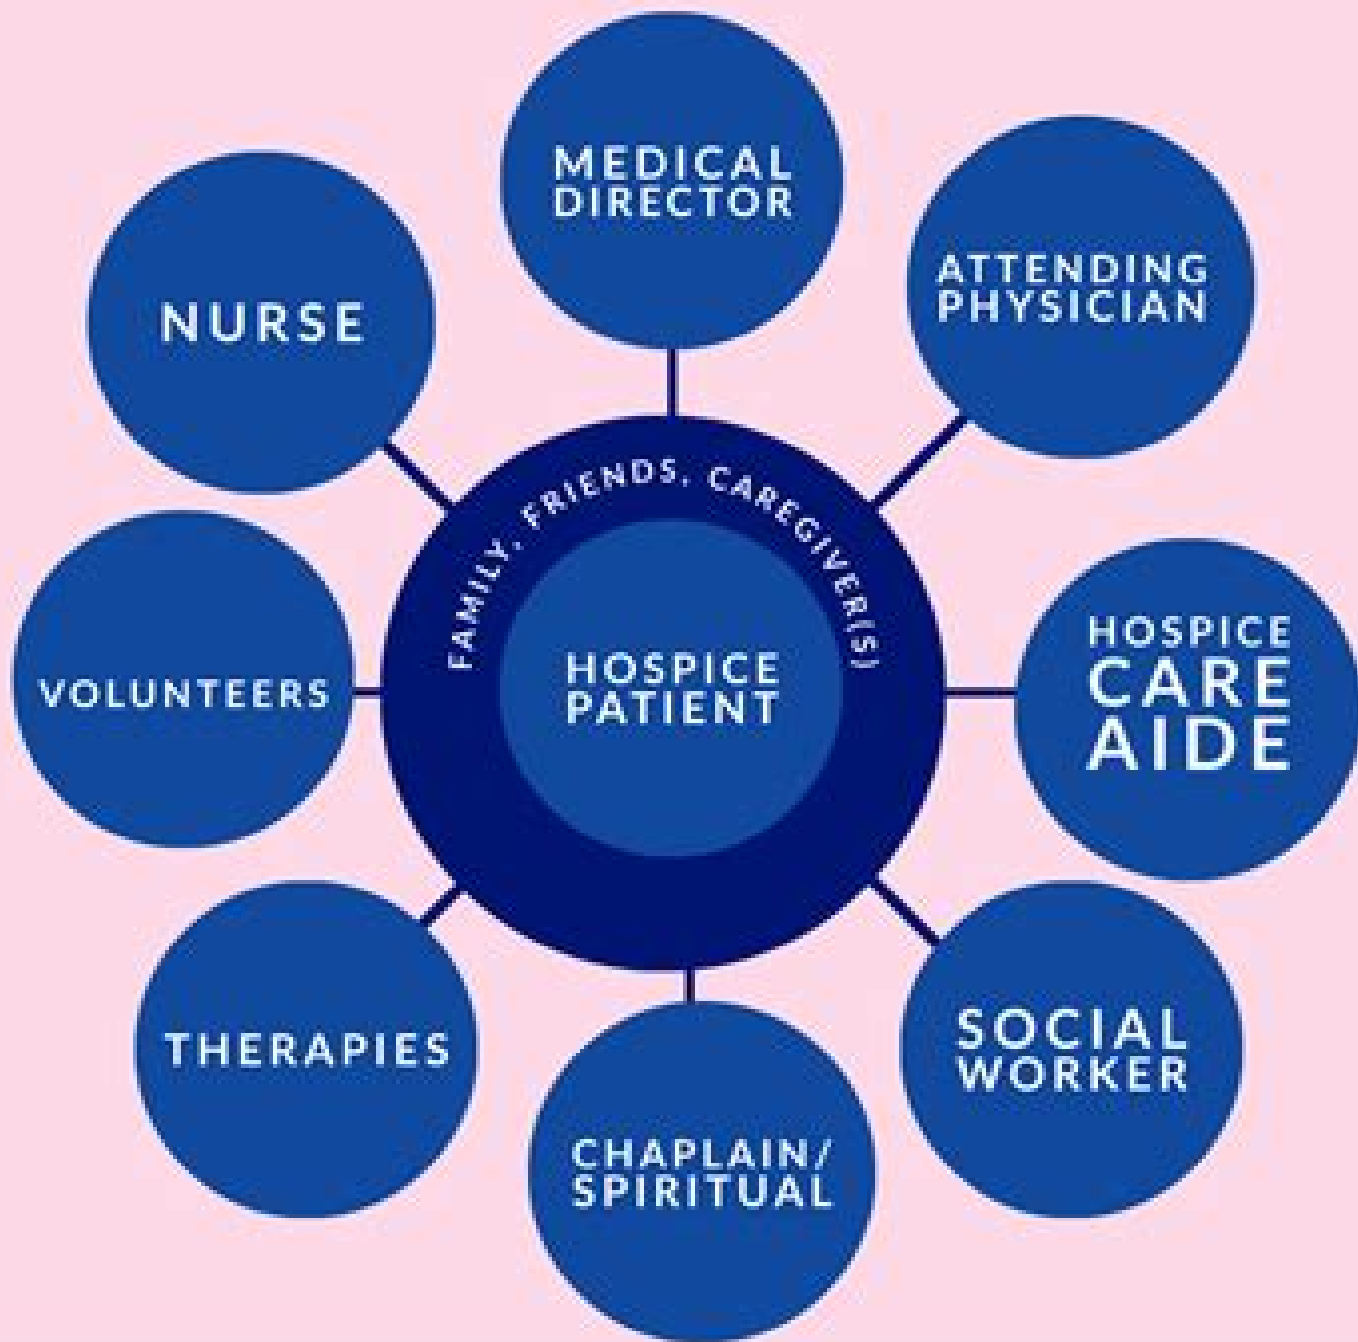 MEDICAL
DIRECTOR
ATTENDING
PHYSICIAN
NURSE
FAMILY, FRIENDS, CAREGIVER(S)
HOSPICE
PATIENT
HOSPICE
CARE
AIDE
VOLUNTEERS
SOCIAL
WORKER
THERAPIES
CHAPLAIN/
SPIRITUAL